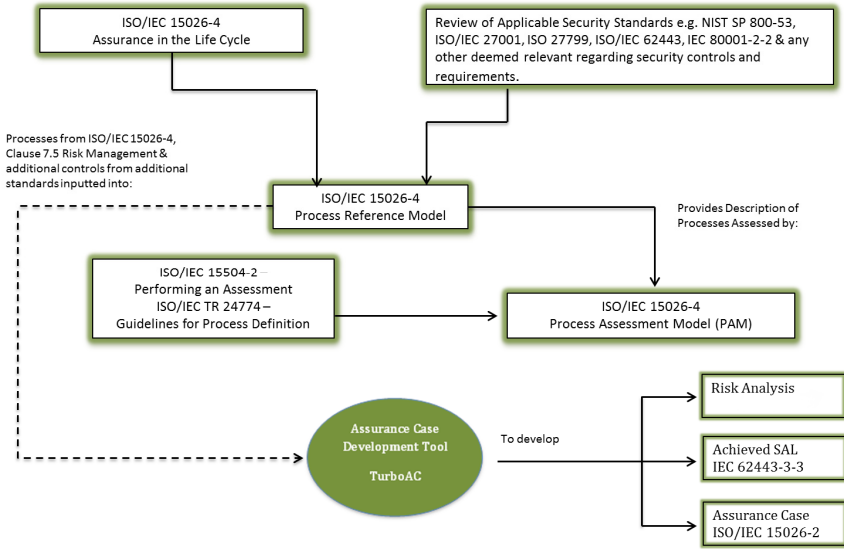 ISO/IEC 15026-4
Assurance in the Life Cycle
Review of Applicable Security Standards e.g. NIST SP 800-53,
ISO/IEC 27001, ISO 27799, ISO/IEC 62443, IEC 80001-2-2 & any
other deemed relevant regarding security controls and
requirements.
Processes from ISO/IEC 15026-4,
Clause 7.5 Risk Management &
additional controls from additional
standards inputted into:
ISO/IEC 15026-4
Process Reference Model
Provides Description of
Processes Assessed by:
ISO/IEC 15504-2 –
Performing an Assessment
ISO/IEC TR 24774 –
Guidelines for Process Definition
ISO/IEC 15026-4
Process Assessment Model (PAM)
Assurance Case
Development Tool
TurboAC
To develop
Risk Analysis
Achieved SAL
IEC 62443-3-3
Assurance Case
ISO/IEC 15026-2